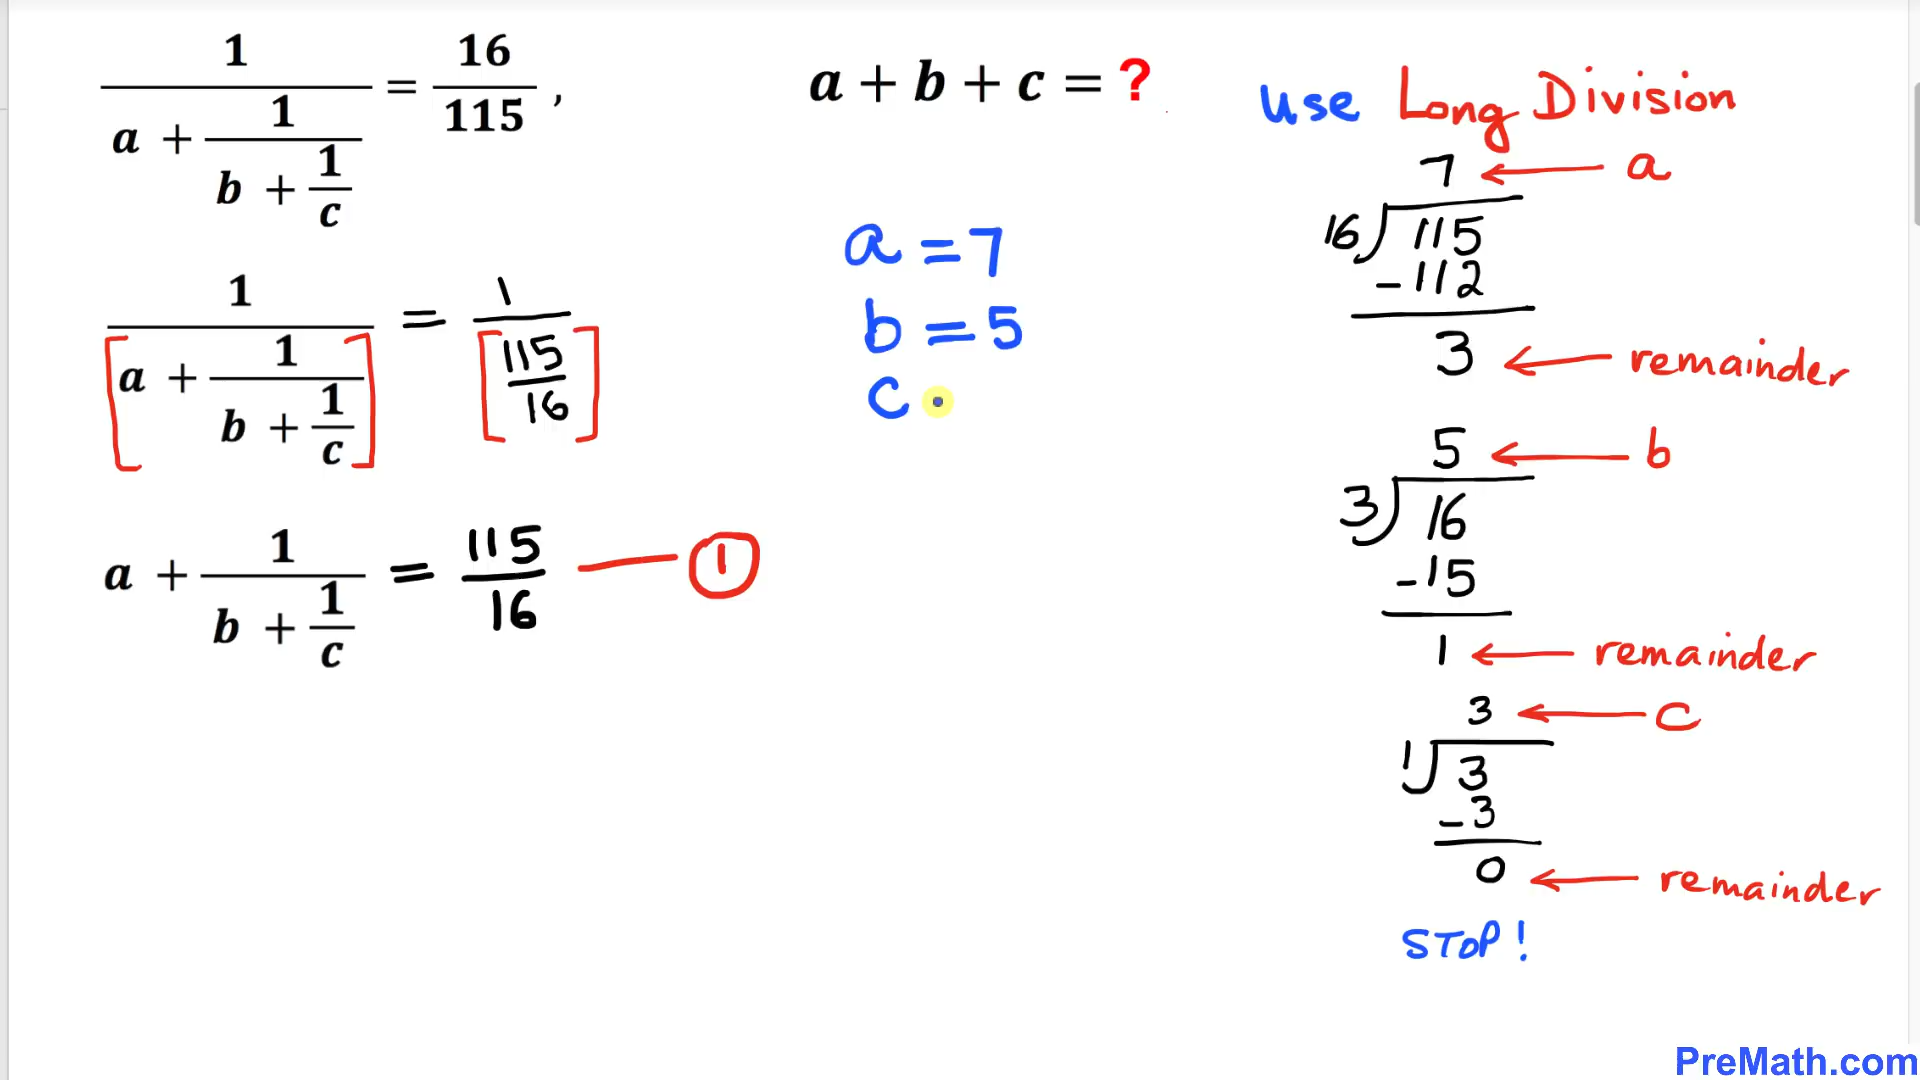 1/(a + 1/(b + 1/c)) = 16/115 ,
a + b + c = ?
1/[a + 1/(b + 1/c)] = 1/[115/16]
a + 1/(b + 1/c) = 115/16 — ①
a = 7
b = 5
c
Use Long Division
7 ← a
16 ) 115
-112
3 ← remainder
5 ← b
3 ) 16
-15
1 ← remainder
3 ← c
1 ) 3
-3
0 ← remainder
STOP!
PreMath.com